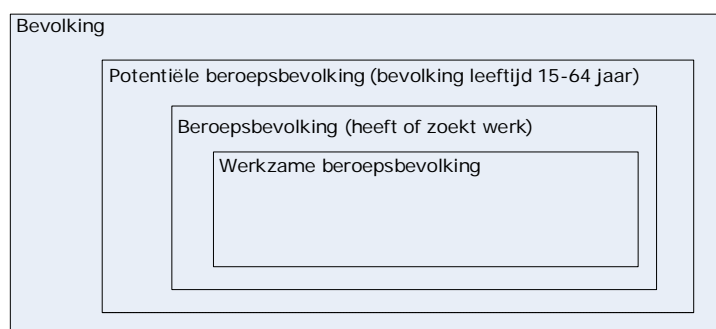 Bevolking
Potentiële beroepsbevolking (bevolking leeftijd 15-64 jaar)
Beroepsbevolking (heeft of zoekt werk)
Werkzame beroepsbevolking